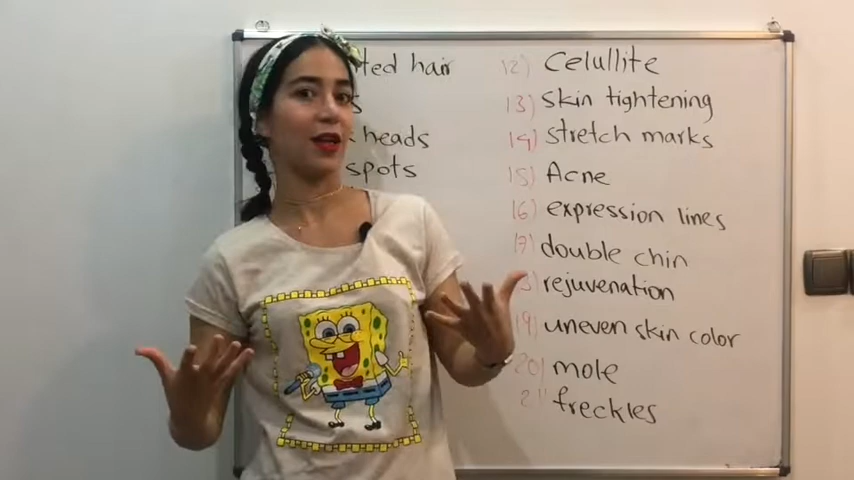 ted hair
s
heads
spots
12) Celullite
13) Skin tightening
14) Stretch marks
15) Acne
16) expression lines
17) double chin
rejuvenation
19) uneven skin color
20) mole
21) freckles